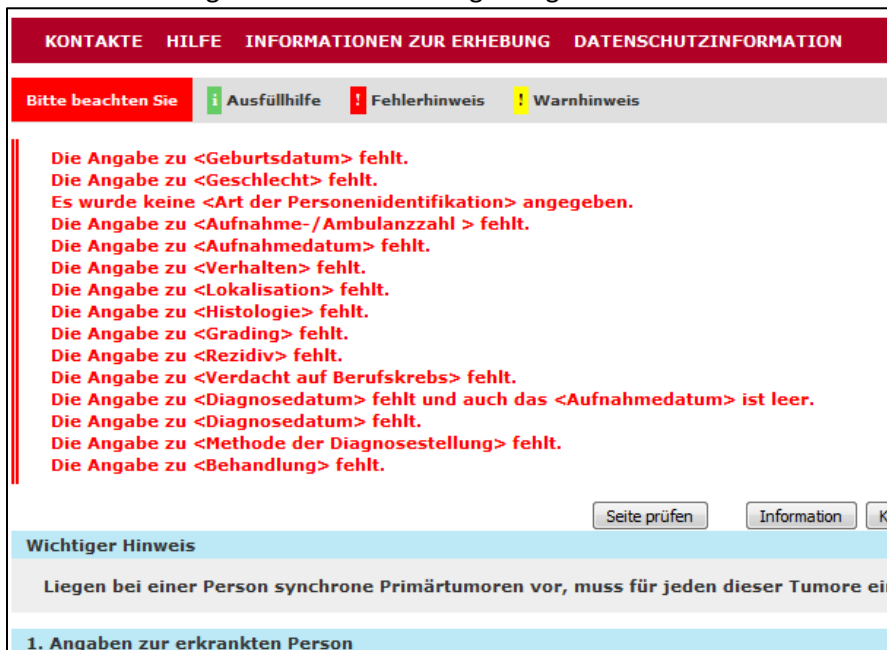 KONTAKTE HILFE INFORMATIONEN ZUR ERHEBUNG DATENSCHUTZINFORMATION
Bitte beachten Sie i Ausfüllhilfe ! Fehlerhinweis ! Warnhinweis
Die Angabe zu <Geburtsdatum> fehlt.
Die Angabe zu <Geschlecht> fehlt.
Es wurde keine <Art der Personenidentifikation> angegeben.
Die Angabe zu <Aufnahme-/Ambulanzzahl > fehlt.
Die Angabe zu <Aufnahmedatum> fehlt.
Die Angabe zu <Verhalten> fehlt.
Die Angabe zu <Lokalisation> fehlt.
Die Angabe zu <Histologie> fehlt.
Die Angabe zu <Grading> fehlt.
Die Angabe zu <Rezidiv> fehlt.
Die Angabe zu <Verdacht auf Berufskrebs> fehlt.
Die Angabe zu <Diagnosedatum> fehlt und auch das <Aufnahmedatum> ist leer.
Die Angabe zu <Diagnosedatum> fehlt.
Die Angabe zu <Methode der Diagnosestellung> fehlt.
Die Angabe zu <Behandlung> fehlt.
Seite prüfen Information K
Wichtiger Hinweis
Liegen bei einer Person synchrone Primärtumoren vor, muss für jeden dieser Tumore ei
1. Angaben zur erkrankten Person